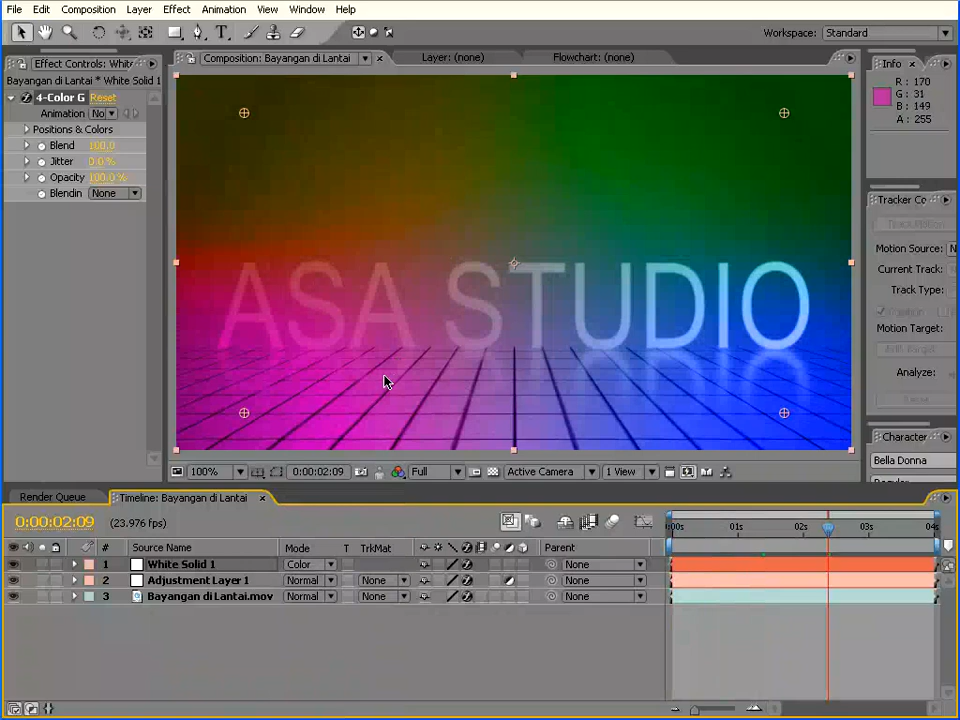 File Edit Composition Layer Effect Animation View Window Help
Workspace: Standard
Effect Controls: White
Composition: Bayangan di Lantai
Layer: (none)
Flowchart: (none)
Info
Bayangan di Lantai * White Solid 1
4-Color G Reset
Animation No
Positions & Colors
Blend 100,0
Jitter 0,0 %
Opacity 100,0 %
Blendin None
R : 170
G : 31
B : 149
A : 255
ASA STUDIO
Tracker Co
Track Motion
Motion Source: N
Current Track:
Track Type:
Motion Target:
Edit Target
Analyze:
Character
Bella Donna
Regular
100% 0:00:02:09 Full Active Camera 1 View
Render Queue
Timeline: Bayangan di Lantai
0:00:02:09 (23.976 fps)
:00s 01s 02s 03s 04s
# Source Name Mode T TrkMat Parent
1 White Solid 1 Color None
2 Adjustment Layer 1 Normal None None
3 Bayangan di Lantai.mov Normal None None